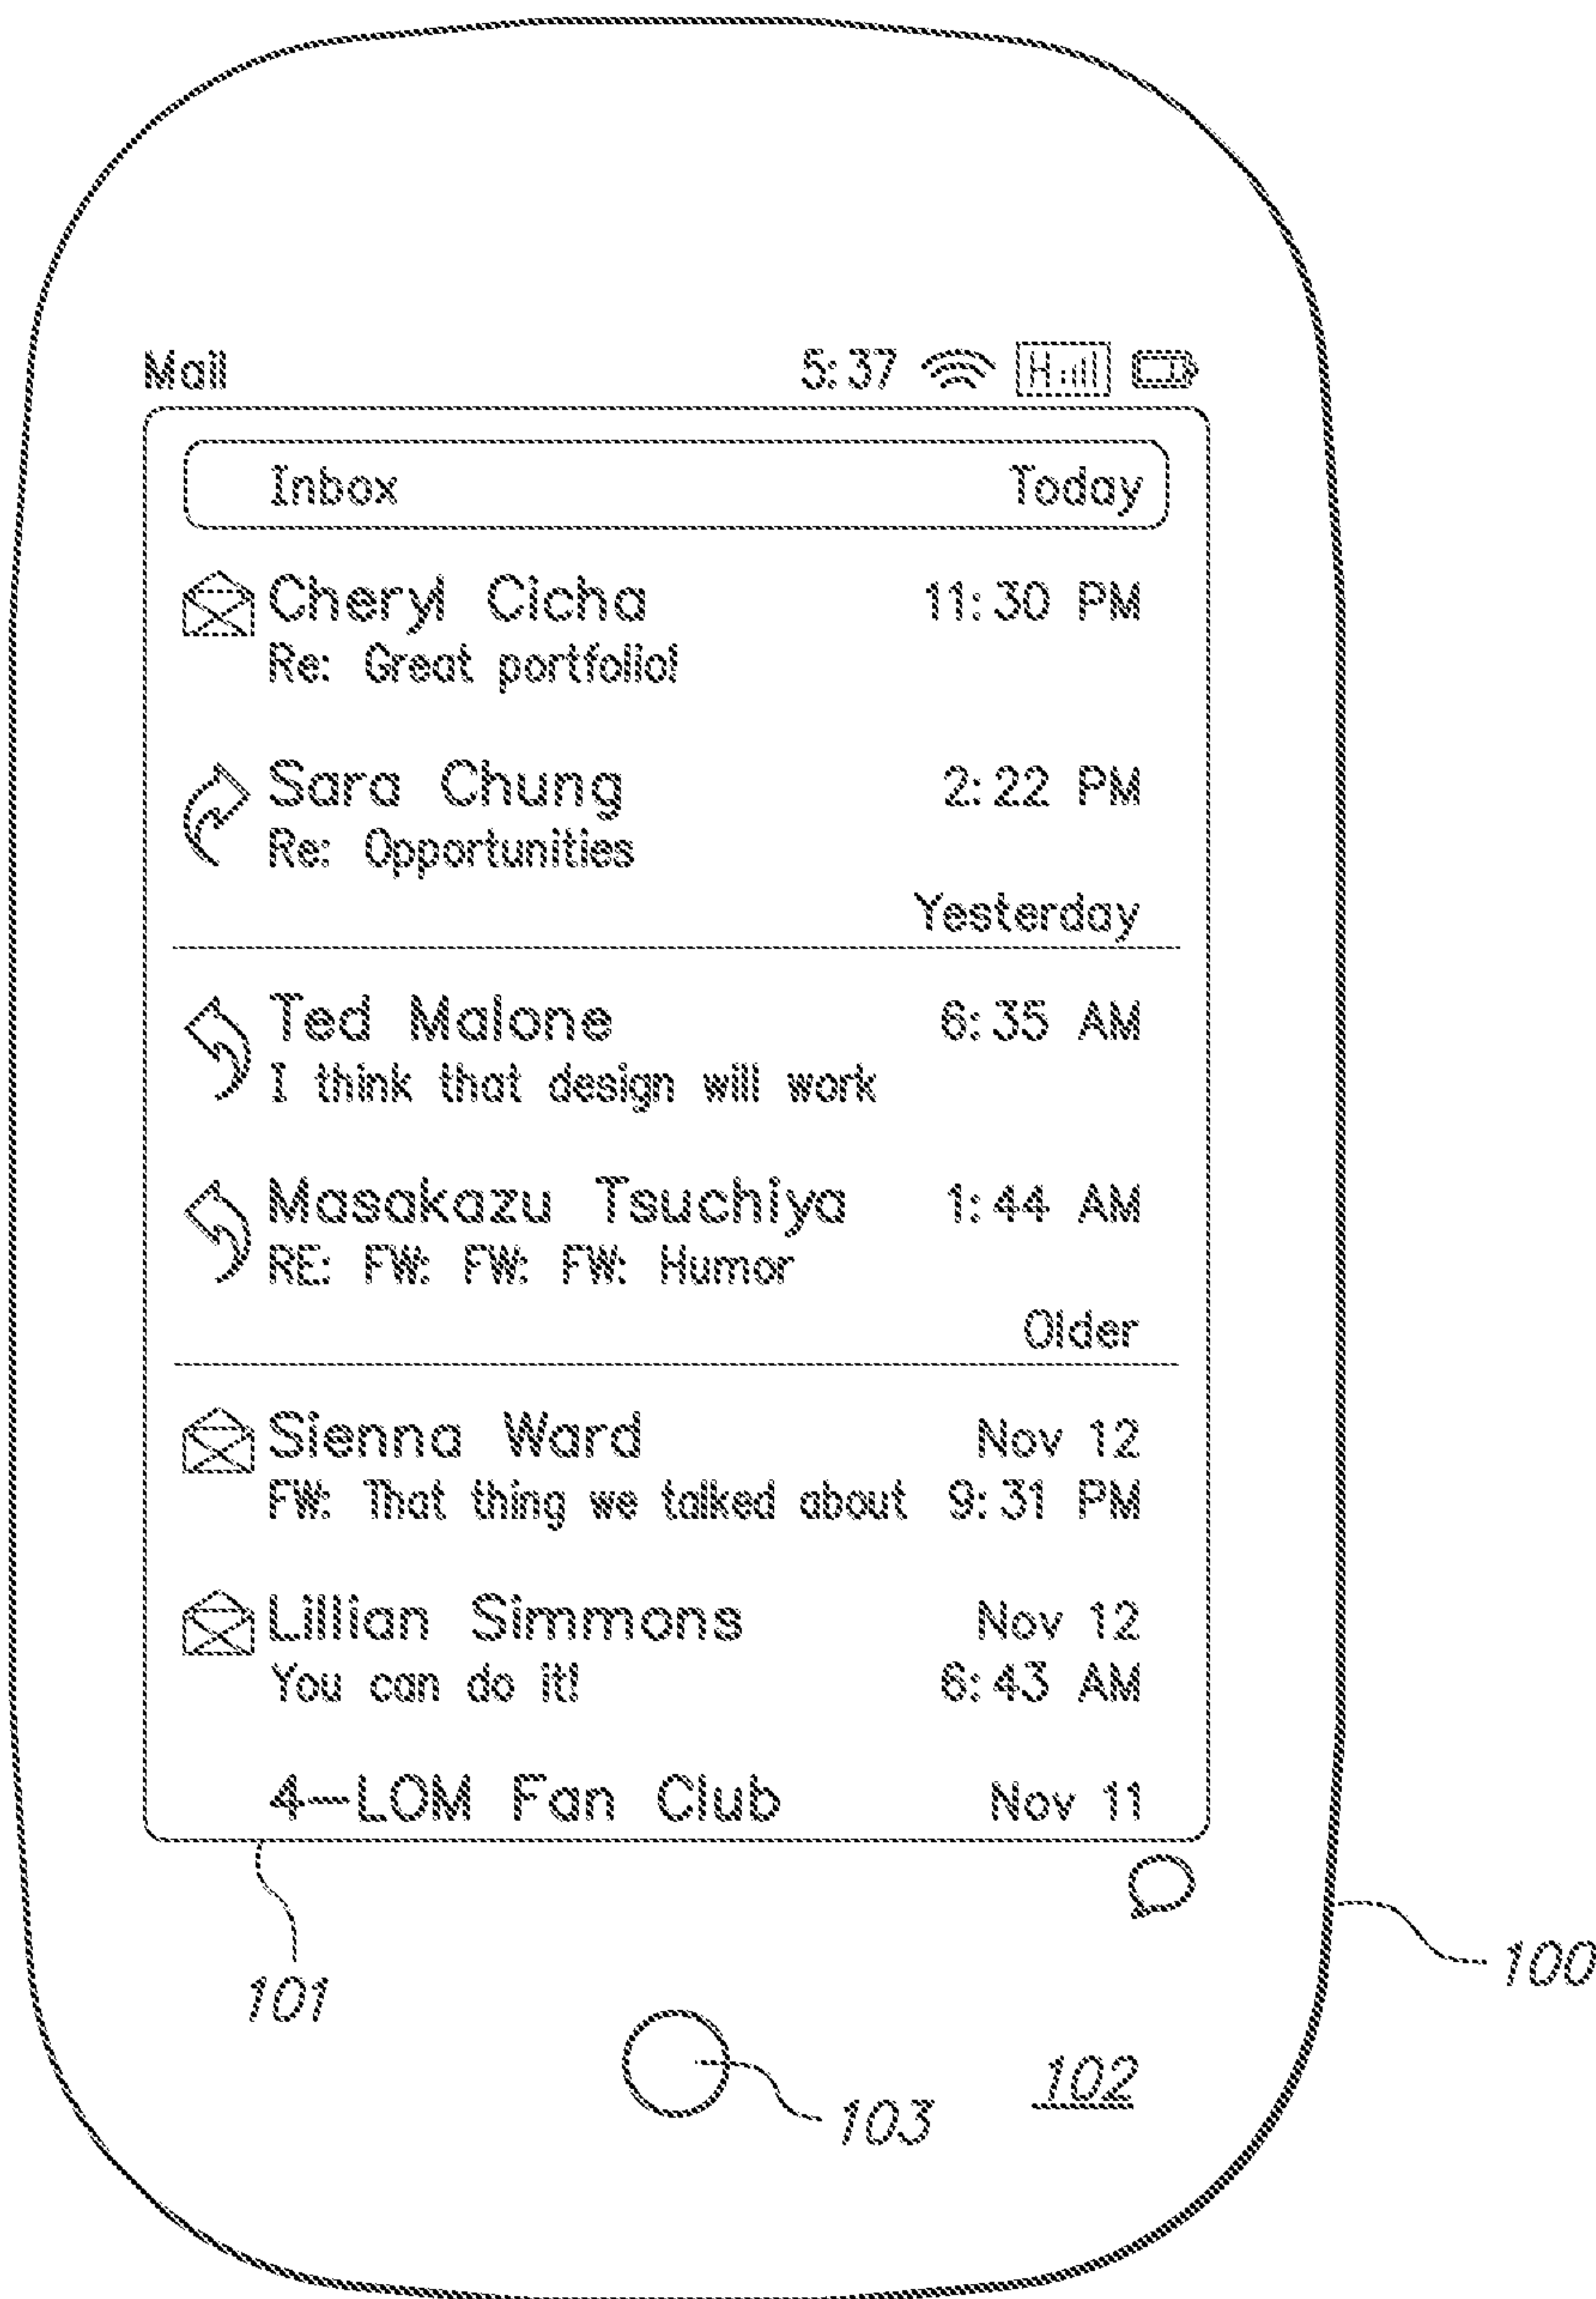 Mail 5:37 H
Inbox Today
Cheryl Cicha 11:30 PM
Re: Great portfolio!
Sara Chung 2:22 PM
Re: Opportunities
Yesterday
Ted Malone 6:35 AM
I think that design will work
Masakazu Tsuchiya 1:44 AM
RE: FW: FW: FW: Humor
Older
Sienna Ward Nov 12
FW: That thing we talked about 9:31 PM
Lillian Simmons Nov 12
You can do it! 6:43 AM
4-LOM Fan Club Nov 11
100
101
102
103